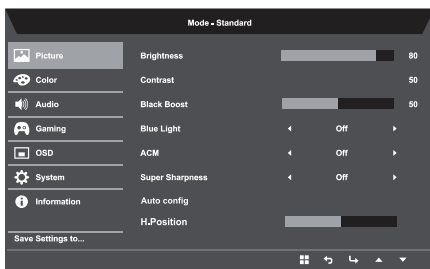 Mode - Standard
Picture
Brightness 80
Color
Contrast 50
Audio
Black Boost 50
Gaming
Blue Light Off
OSD
ACM Off
System
Super Sharpness Off
Information
Auto config
H.Position
Save Settings to...